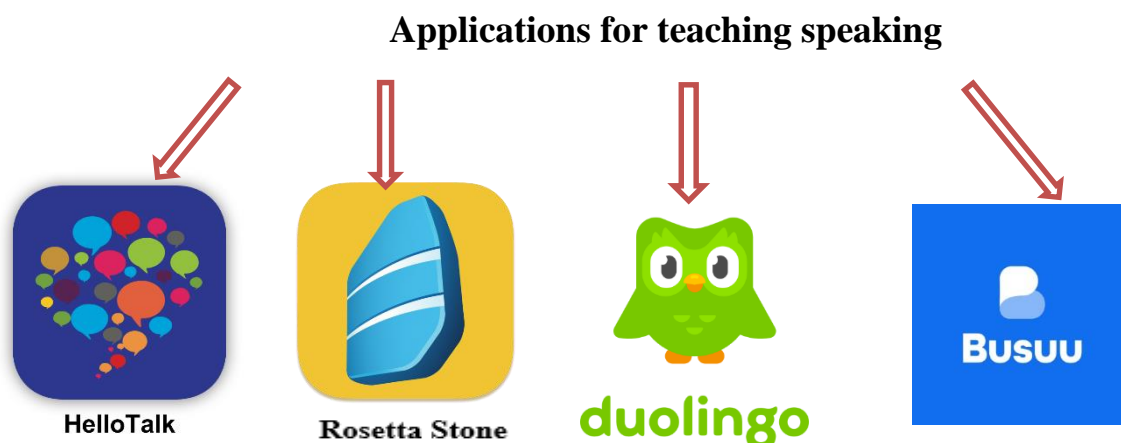 Applications for teaching speaking
HelloTalk
Rosetta Stone
duolingo
Busuu